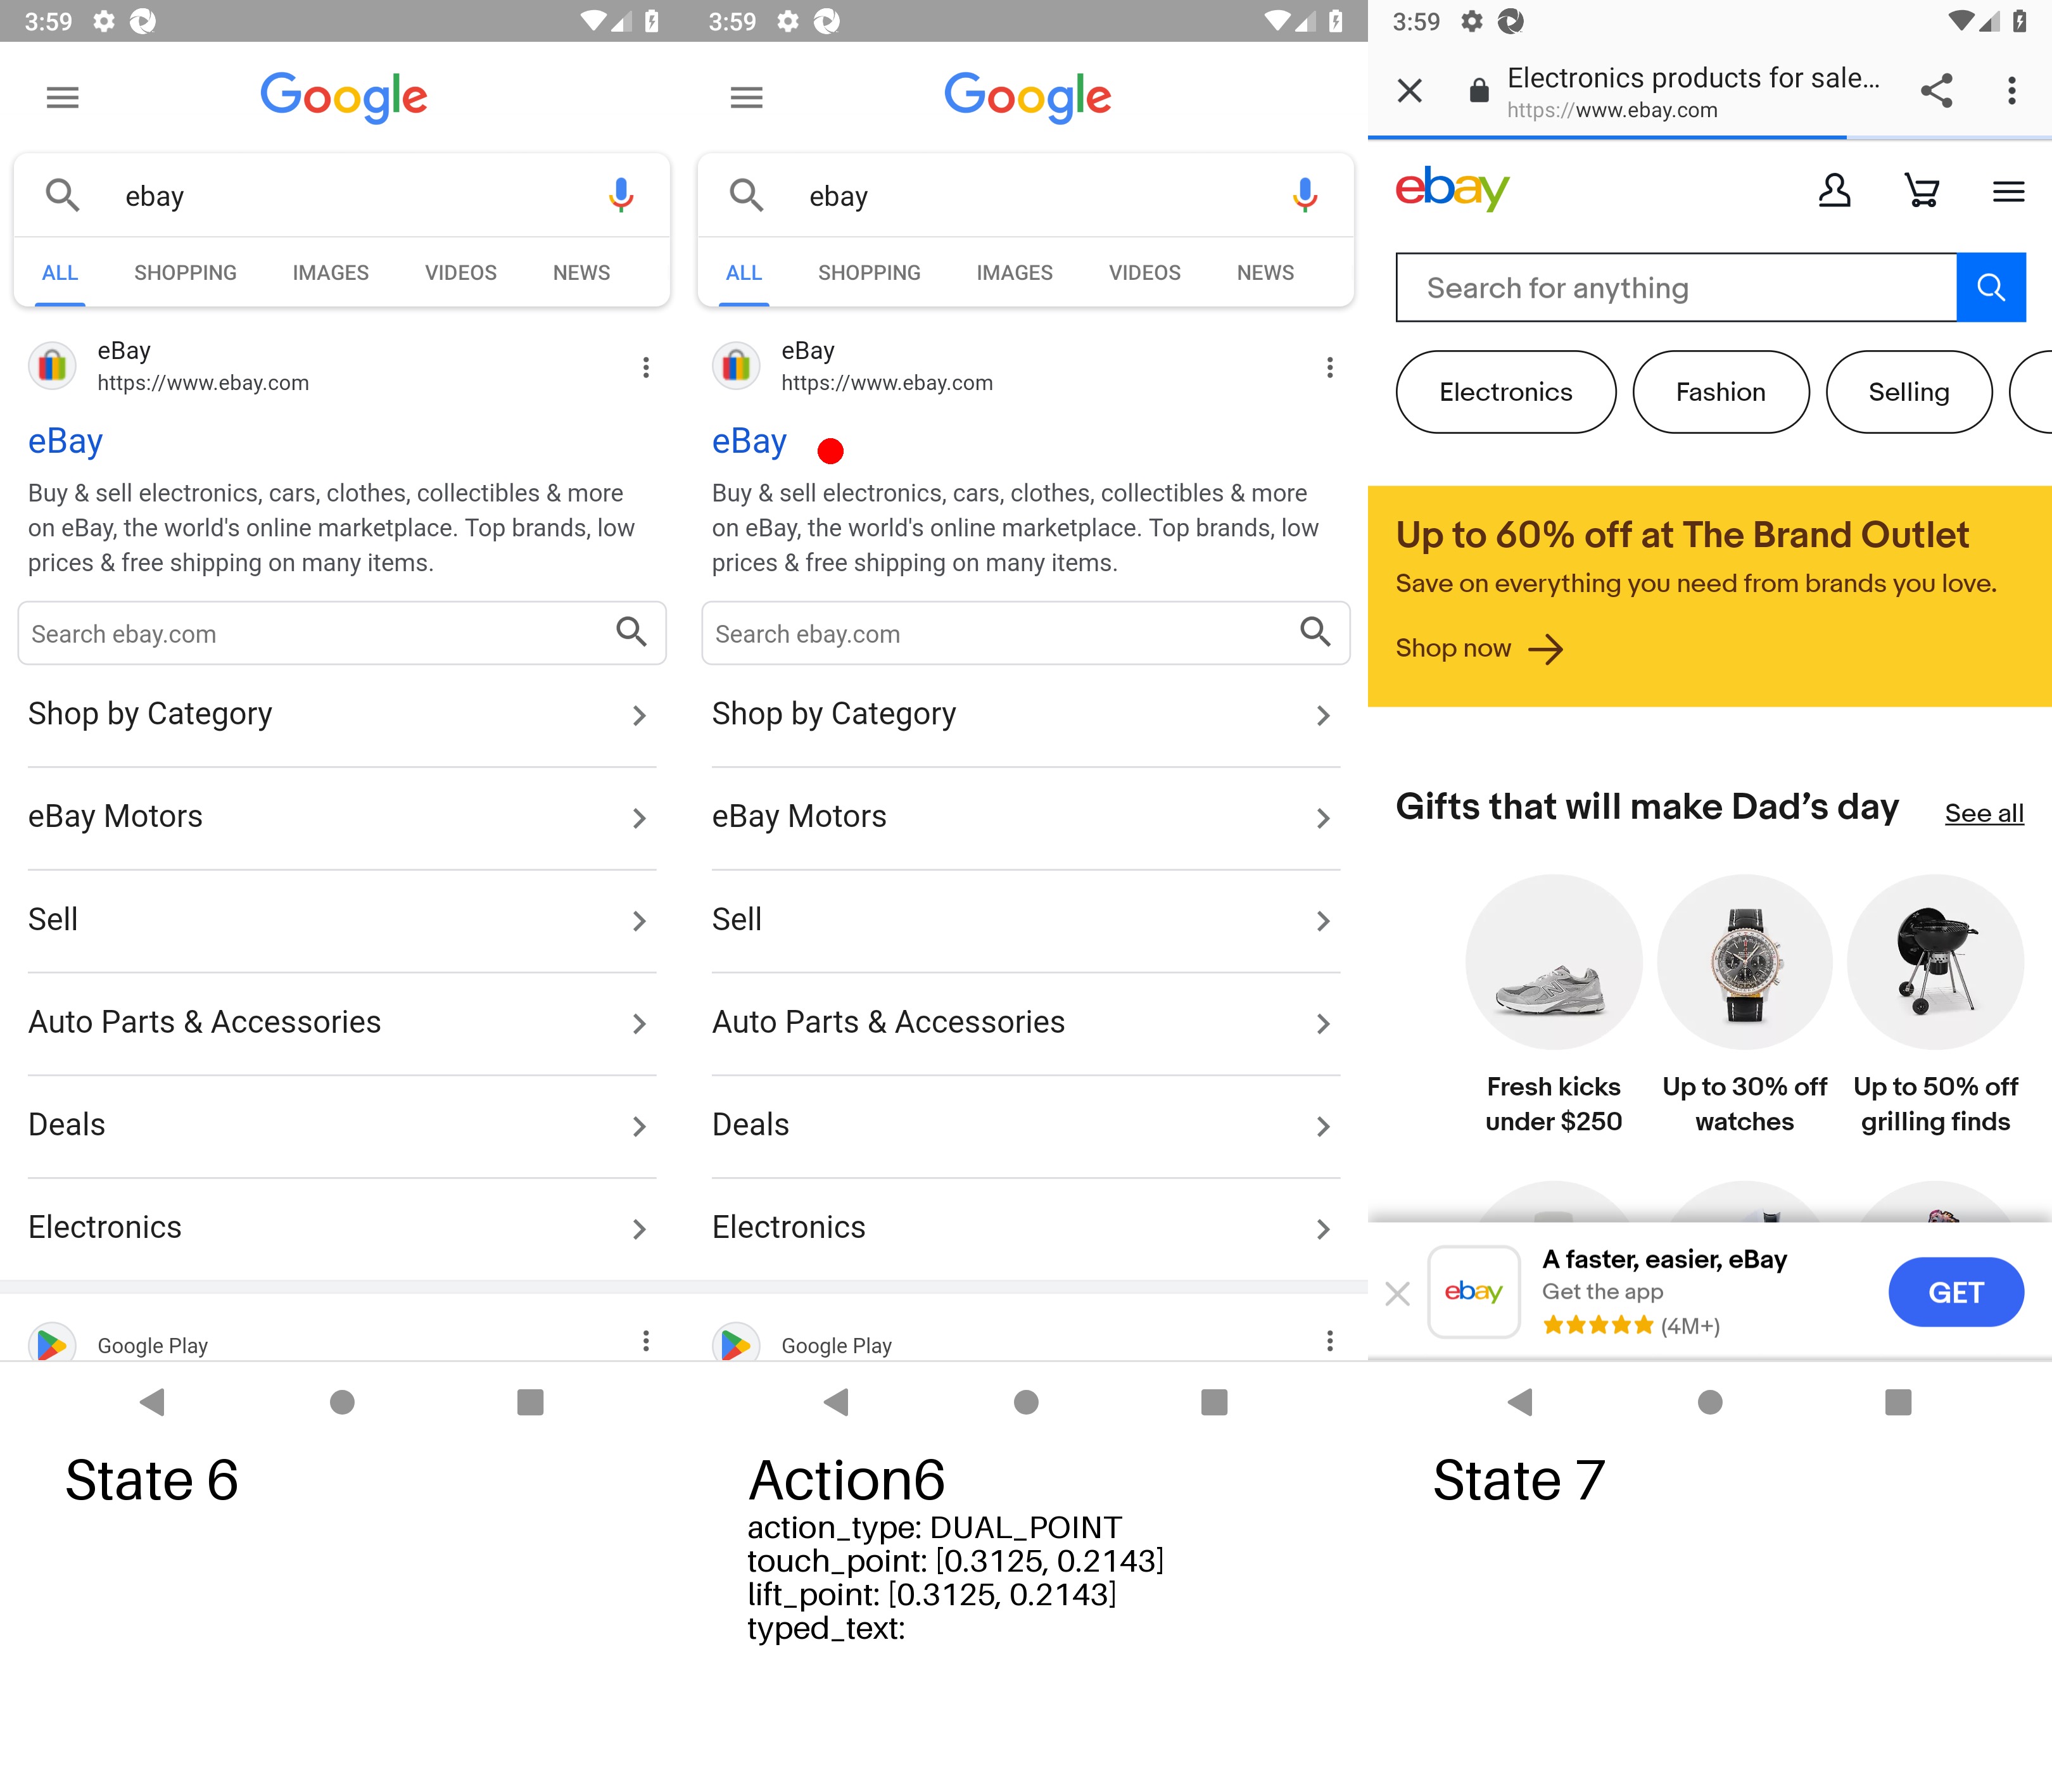 3:59
Google
ebay
ALL SHOPPING IMAGES VIDEOS NEWS
eBay
https://www.ebay.com
eBay
Buy & sell electronics, cars, clothes, collectibles & more
on eBay, the world's online marketplace. Top brands, low
prices & free shipping on many items.
Search ebay.com
Shop by Category
eBay Motors
Sell
Auto Parts & Accessories
Deals
Electronics
Google Play
State 6
3:59
Google
ebay
ALL SHOPPING IMAGES VIDEOS NEWS
eBay
https://www.ebay.com
eBay
Buy & sell electronics, cars, clothes, collectibles & more
on eBay, the world's online marketplace. Top brands, low
prices & free shipping on many items.
Search ebay.com
Shop by Category
eBay Motors
Sell
Auto Parts & Accessories
Deals
Electronics
Google Play
Action6
action_type: DUAL_POINT
touch_point: [0.3125, 0.2143]
lift_point: [0.3125, 0.2143]
typed_text:
3:59
Electronics products for sale...
https://www.ebay.com
ebay
Search for anything
Electronics Fashion Selling
Up to 60% off at The Brand Outlet
Save on everything you need from brands you love.
Shop now
Gifts that will make Dad's day See all
Fresh kicks
under $250
Up to 30% off
watches
Up to 50% off
grilling finds
ebay
A faster, easier, eBay
Get the app
(4M+)
GET
State 7